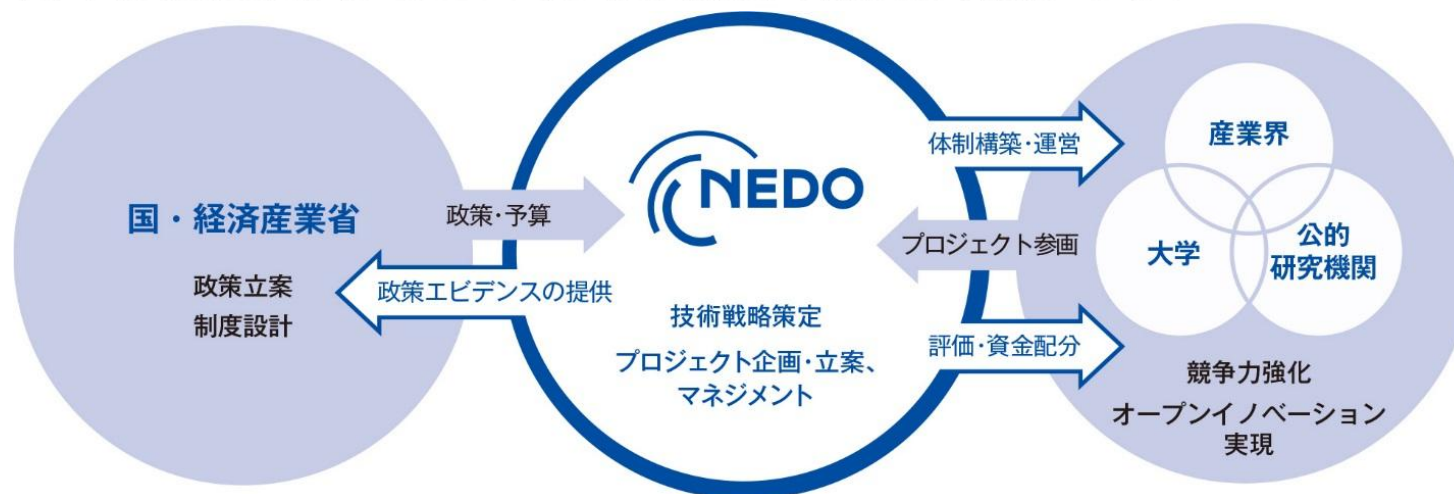 国・経済産業省
政策立案
制度設計
政策・予算
政策エビデンスの提供
NEDO
技術戦略策定
プロジェクト企画・立案、
マネジメント
体制構築・運営
プロジェクト参画
評価・資金配分
産業界
大学
公的
研究機関
競争力強化
オープンイノベーション
実現